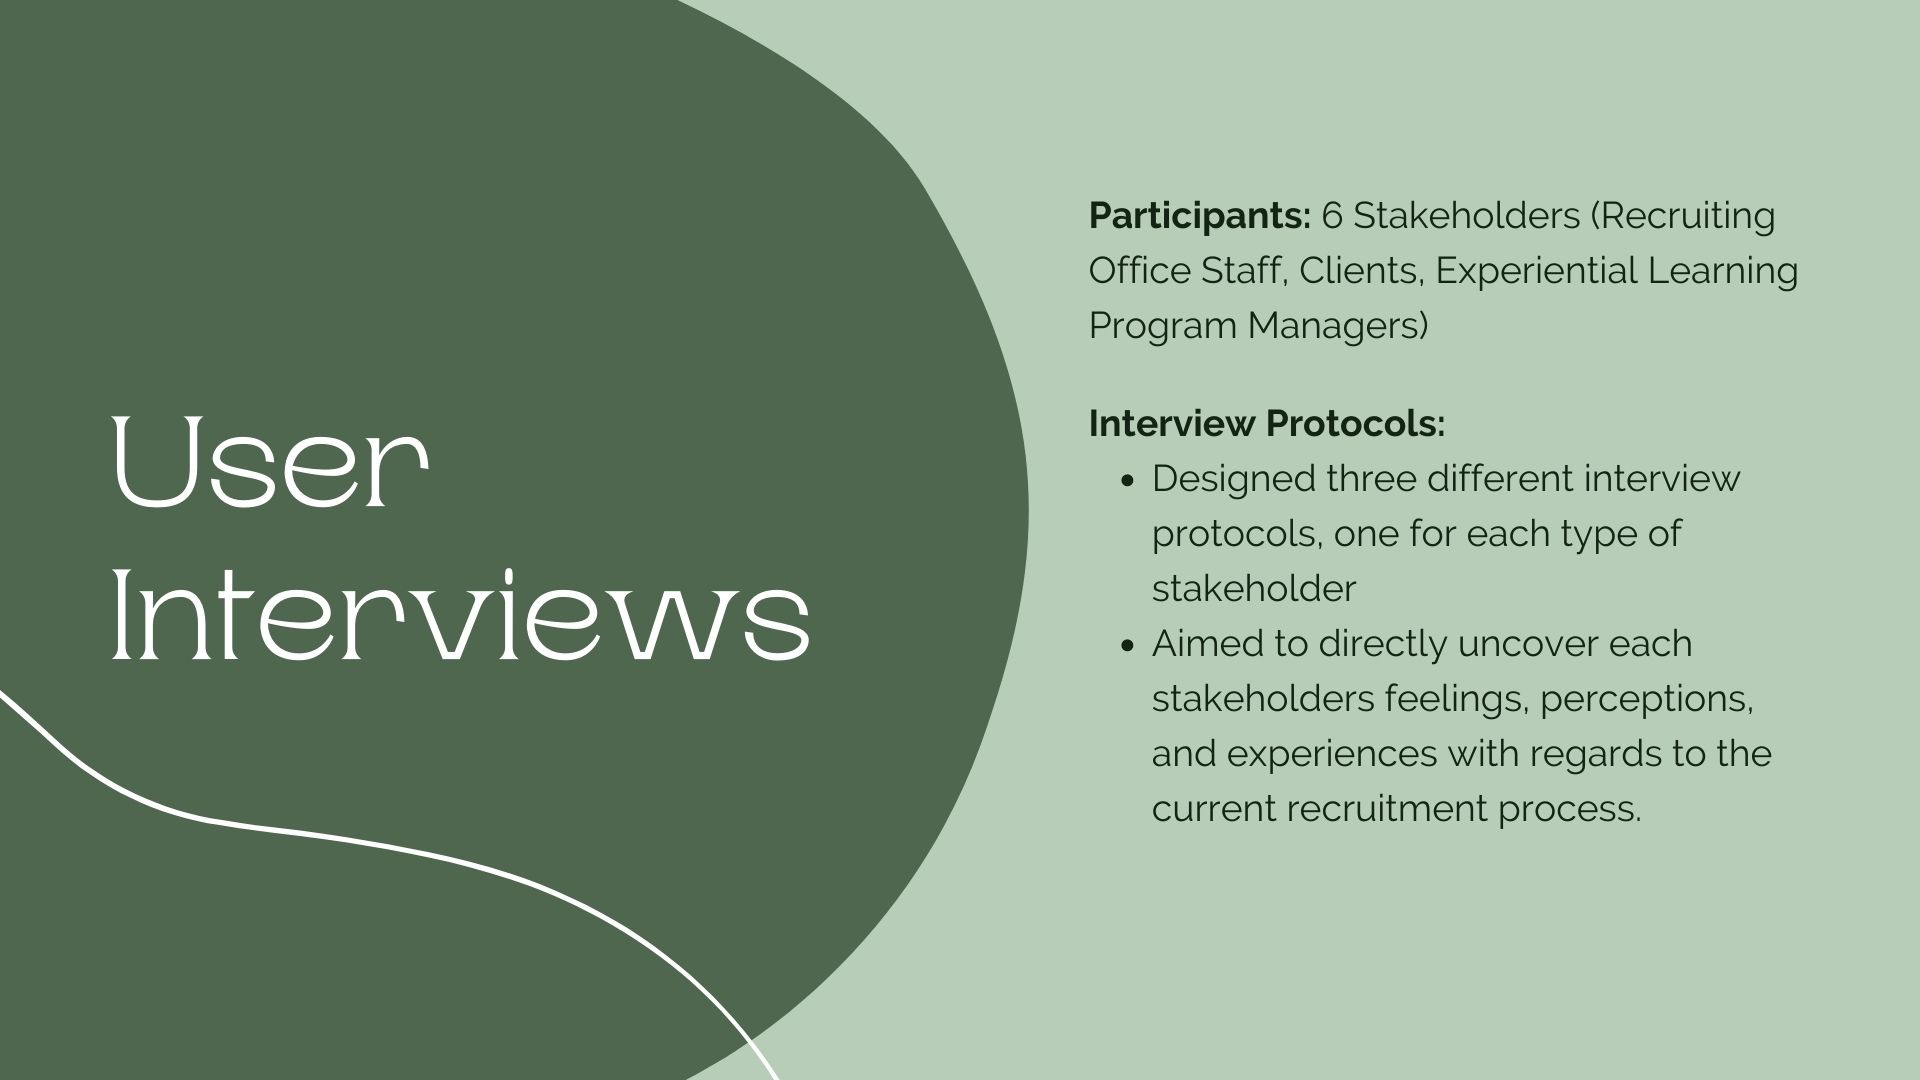 User
Interviews
Participants: 6 Stakeholders (Recruiting
Office Staff, Clients, Experiential Learning
Program Managers)
Interview Protocols:
• Designed three different interview
protocols, one for each type of
stakeholder
• Aimed to directly uncover each
stakeholders feelings, perceptions,
and experiences with regards to the
current recruitment process.